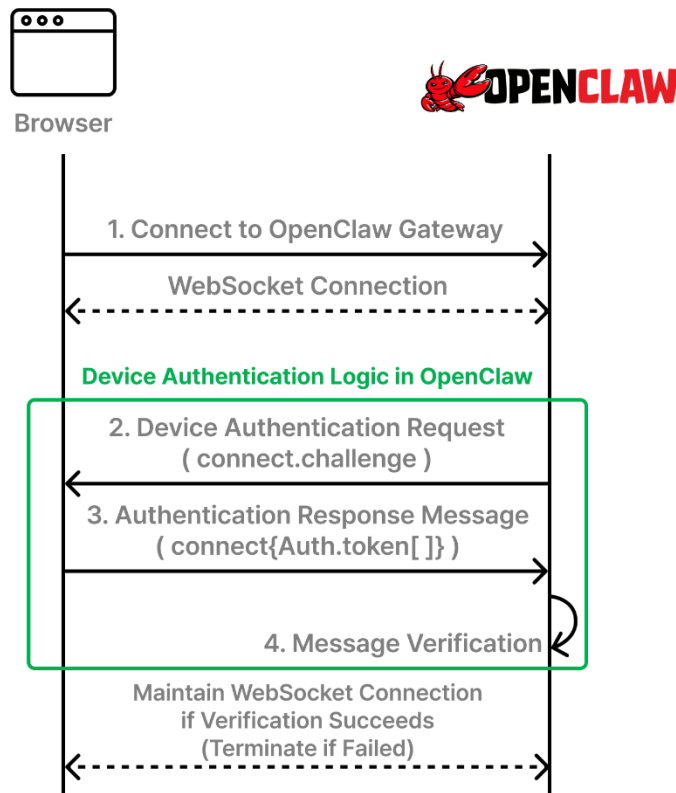 Browser
OPENCLAW
1. Connect to OpenClaw Gateway
WebSocket Connection
Device Authentication Logic in OpenClaw
2. Device Authentication Request
( connect.challenge )
3. Authentication Response Message
( connect{Auth.token[ ]} )
4. Message Verification
Maintain WebSocket Connection
if Verification Succeeds
(Terminate if Failed)